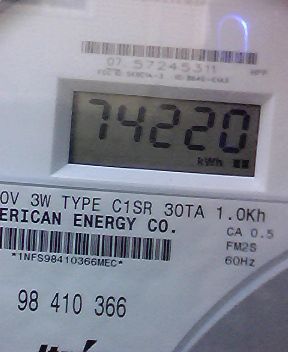 07 57245311
74220
kWh
0V 3W TYPE C1SR 30TA 1.0Kh
ERICAN ENERGY CO.
CA 0.5
FM2S
*1NFS98410366MEC*
60Hz
98 410 366